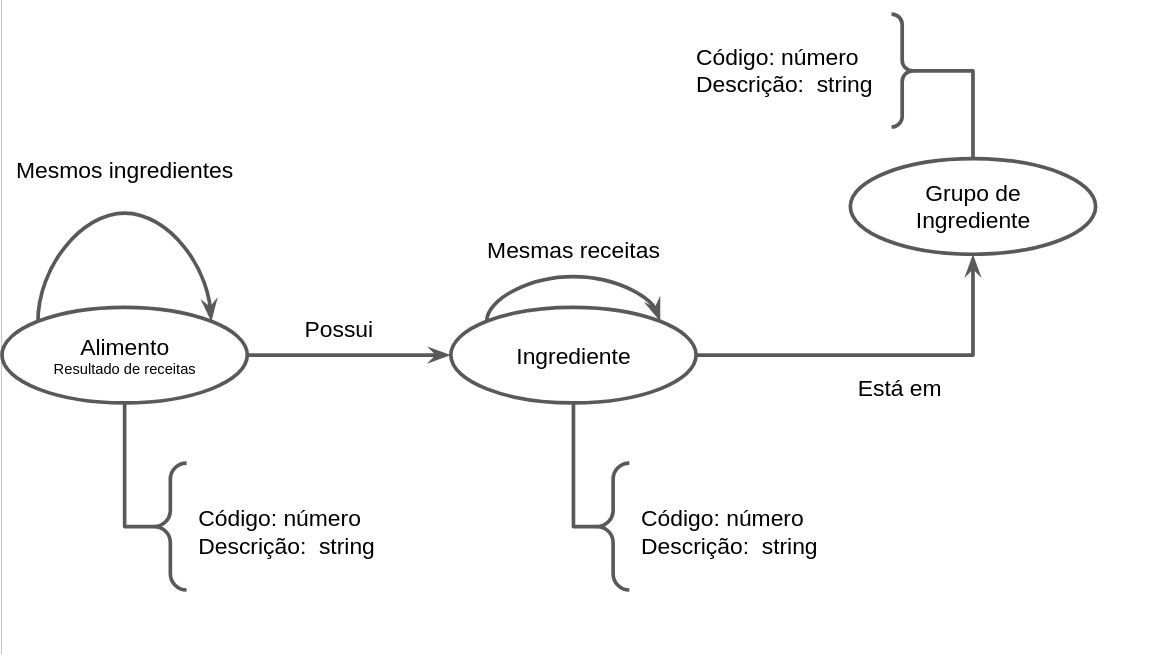 Código: número
Descrição:  string
Mesmos ingredientes
Grupo de
Ingrediente
Mesmas receitas
Possui
Alimento
Resultado de receitas
Ingrediente
Está em
Código: número
Descrição:  string
Código: número
Descrição:  string